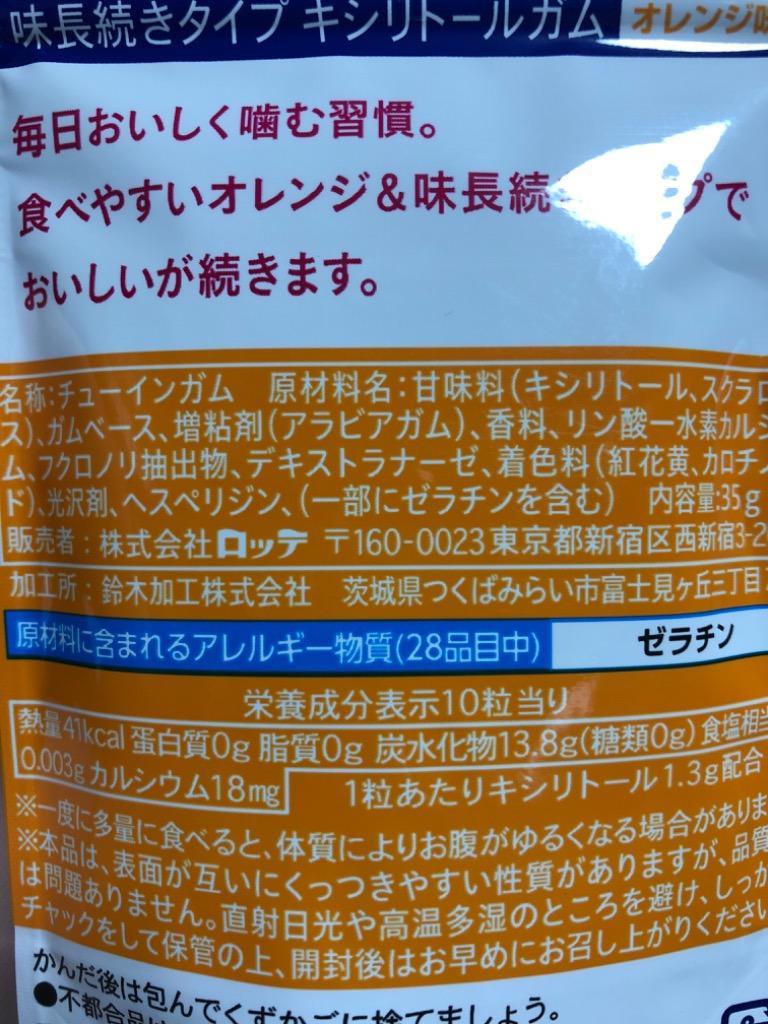 味長続きタイプ キシリトールガム オレンジ味
毎日おいしく噛む習慣。
食べやすいオレンジ&味長続 プで
おいしいが続きます。
名称:チューインガム 原材料名:甘味料(キシリトール、スクラロ
ス)、ガムベース、増粘剤(アラビアガム)、香料、リン酸一水素カルシ
ム、フクロノリ抽出物、デキストラナーゼ、着色料(紅花黄、カロチノ
ド)、光沢剤、ヘスペリジン、(一部にゼラチンを含む) 内容量:35g
販売者:株式会社ロッテ 〒160-0023東京都新宿区西新宿3-2
加工所:鈴木加工株式会社 茨城県つくばみらい市富士見ヶ丘三丁目
原材料に含まれるアレルギー物質(28品目中) ゼラチン
栄養成分表示10粒当り
熱量41kcal 蛋白質0g 脂質0g 炭水化物13.8g(糖類0g) 食塩相当
0.003g カルシウム18mg 1粒あたりキシリトール1.3g配合
※一度に多量に食べると、体質によりお腹がゆるくなる場合がありま
※本品は、表面が互いにくっつきやすい性質がありますが、品質
は問題ありません。直射日光や高温多湿のところを避け、しっか
チャックをして保管の上、開封後はお早めにお召し上がりください
かんだ後は包んでくずかごに捨てましょう。
●不都合品は